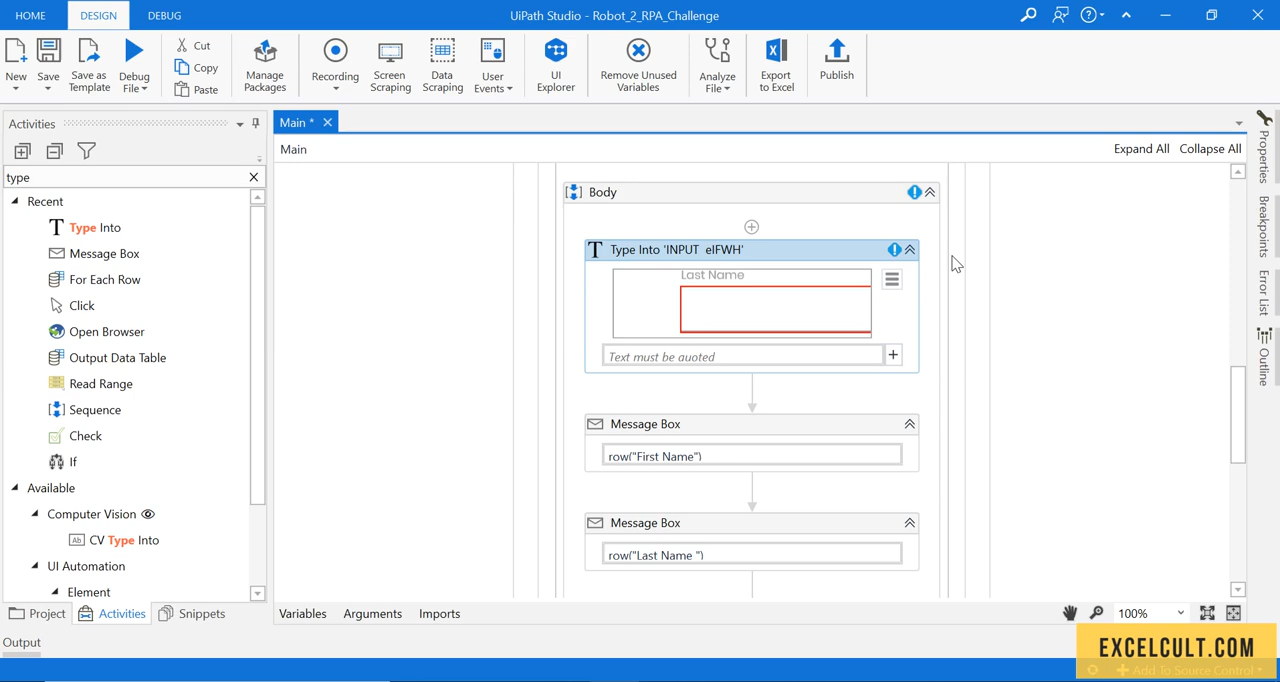 HOME DESIGN DEBUG UiPath Studio - Robot_2_RPA_Challenge
New Save Save as Template Debug File Cut Copy Paste Manage Packages Recording Screen Scraping Data Scraping User Events UI Explorer Remove Unused Variables Analyze File Export to Excel Publish
Activities
type
Recent
Type Into
Message Box
For Each Row
Click
Open Browser
Output Data Table
Read Range
Sequence
Check
If
Available
Computer Vision
CV Type Into
UI Automation
Element
Project Activities Snippets
Output
Main *
Main Expand All Collapse All
Body
Type Into 'INPUT eIFWH'
Last Name
Text must be quoted
Message Box
row("First Name")
Message Box
row("Last Name ")
Variables Arguments Imports 100%
Properties
Breakpoints
Error List
Outline
EXCELCULT.COM
Add To Source Control